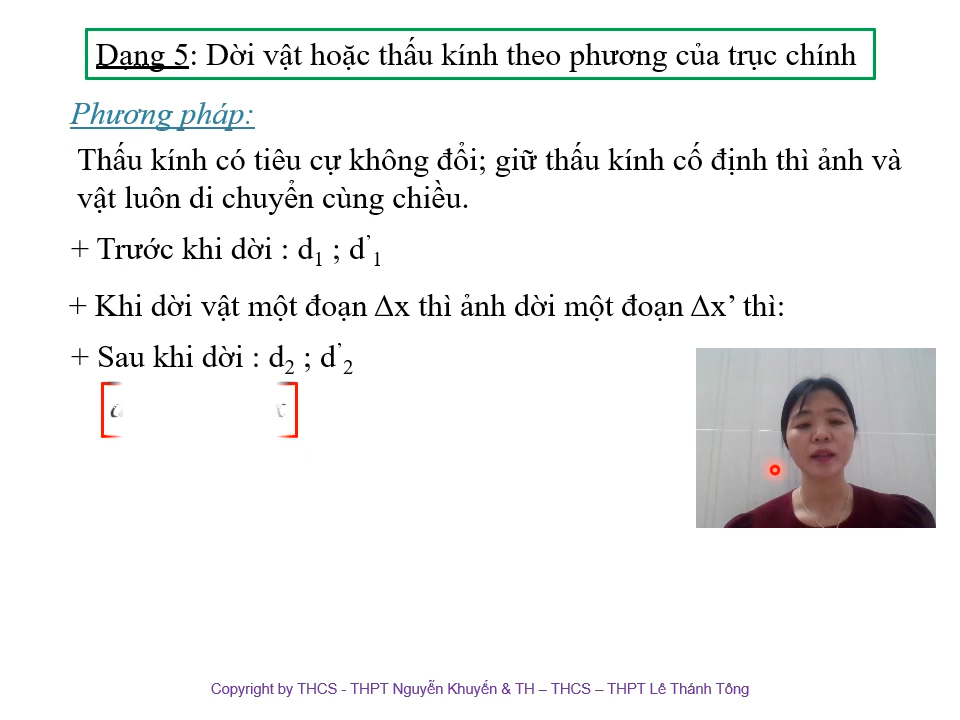 Dạng 5: Dời vật hoặc thấu kính theo phương của trục chính
Phương pháp:
Thấu kính có tiêu cự không đổi; giữ thấu kính cố định thì ảnh và
vật luôn di chuyển cùng chiều.
+ Trước khi dời : d₁ ; d’₁
+ Khi dời vật một đoạn Δx thì ảnh dời một đoạn Δx’ thì:
+ Sau khi dời : d₂ ; d’₂
Copyright by THCS - THPT Nguyễn Khuyến & TH – THCS – THPT Lê Thánh Tông